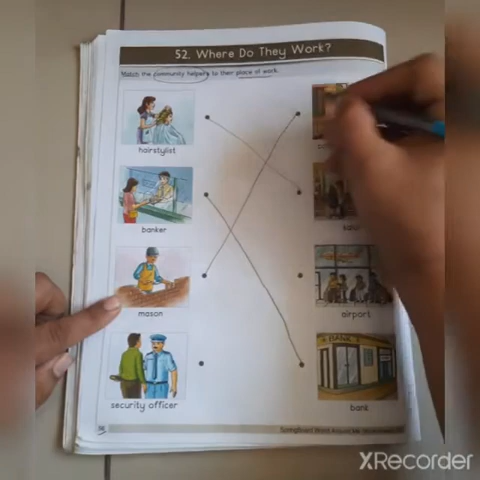 52. Where Do They Work?
Match the community helpers to their place of work.
hairstylist
banker
mason
airport
BANK
security officer
bank
XRecorder